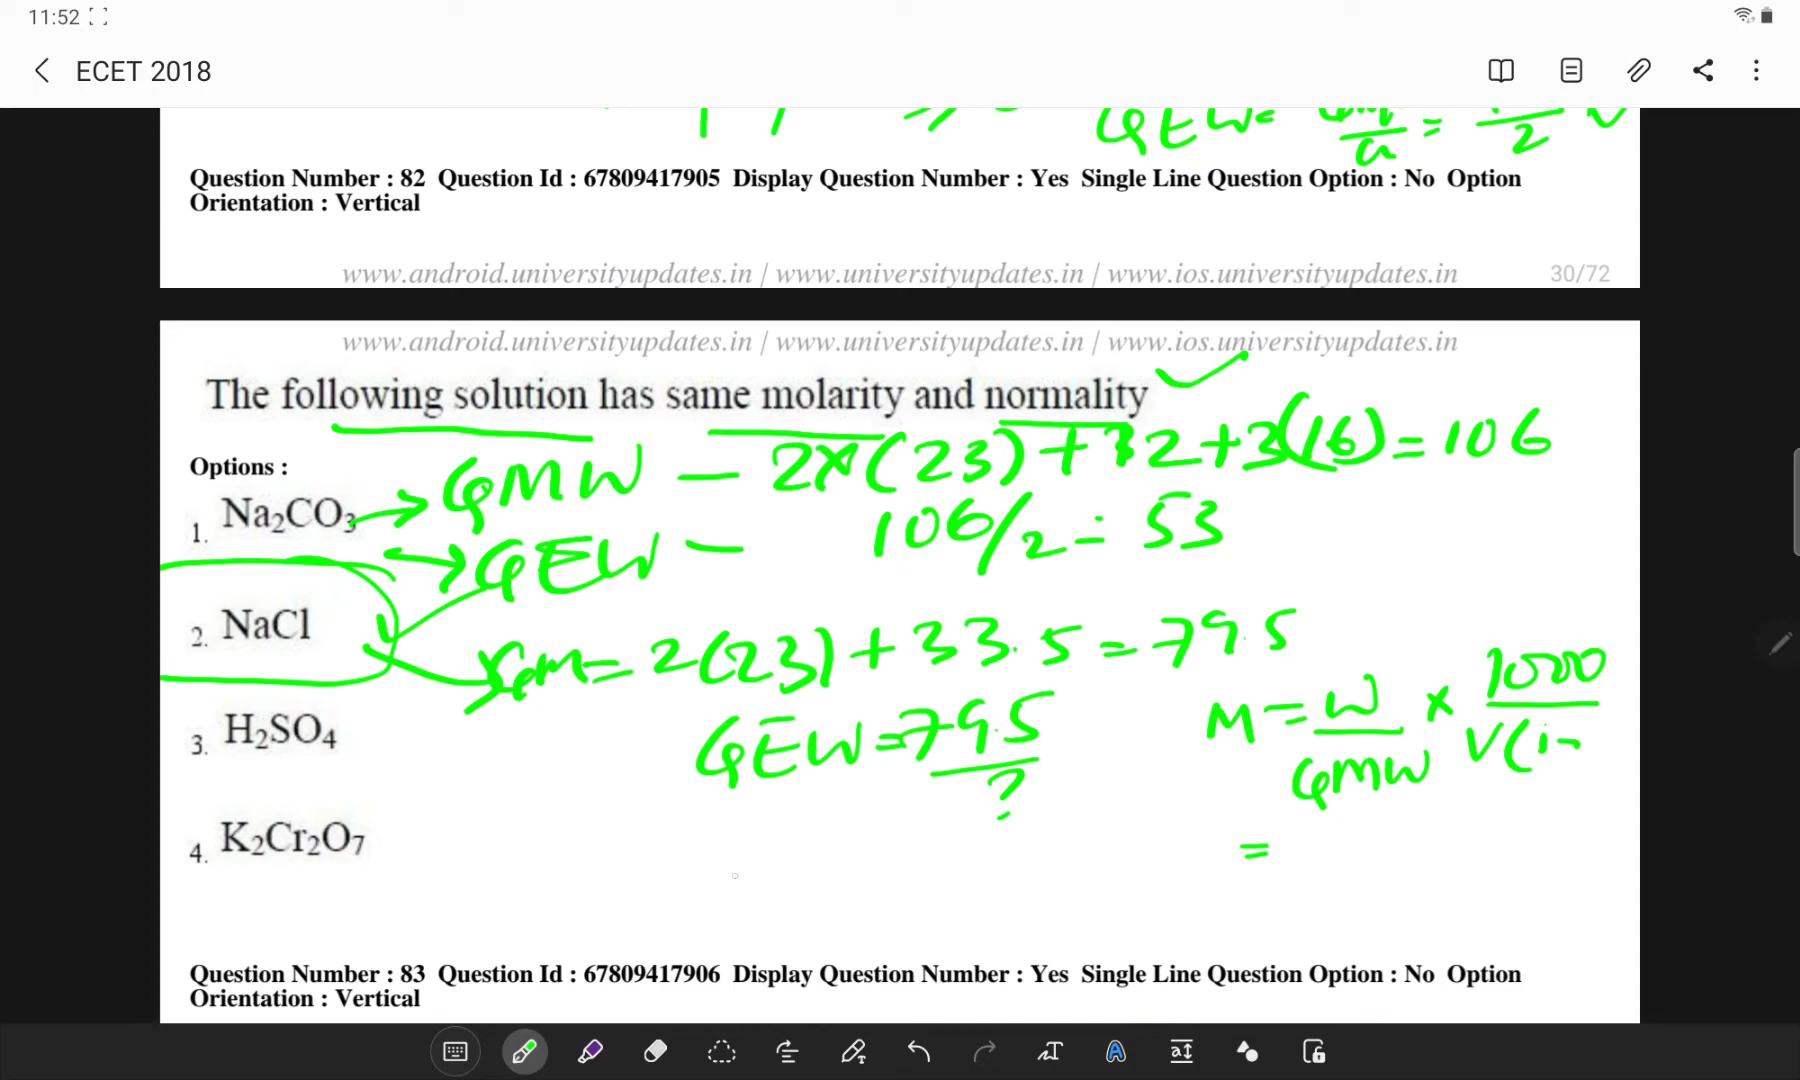 11:52
ECET 2018
GEW= GMW/a = /2
Question Number : 82 Question Id : 67809417905 Display Question Number : Yes Single Line Question Option : No Option
Orientation : Vertical
www.android.universityupdates.in | www.universityupdates.in | www.ios.universityupdates.in 30/72
www.android.universityupdates.in | www.universityupdates.in | www.ios.universityupdates.in
The following solution has same molarity and normality
Options :
GMW - 2x(23)+32+3(16)=106
1. Na2CO3
GEW - 106/2 = 53
2. NaCl
GM= 2(23)+33.5=79.5
GEW=79.5/?
M = W/GMW x 1000/V(in
=
3. H2SO4
4. K2Cr2O7
Question Number : 83 Question Id : 67809417906 Display Question Number : Yes Single Line Question Option : No Option
Orientation : Vertical